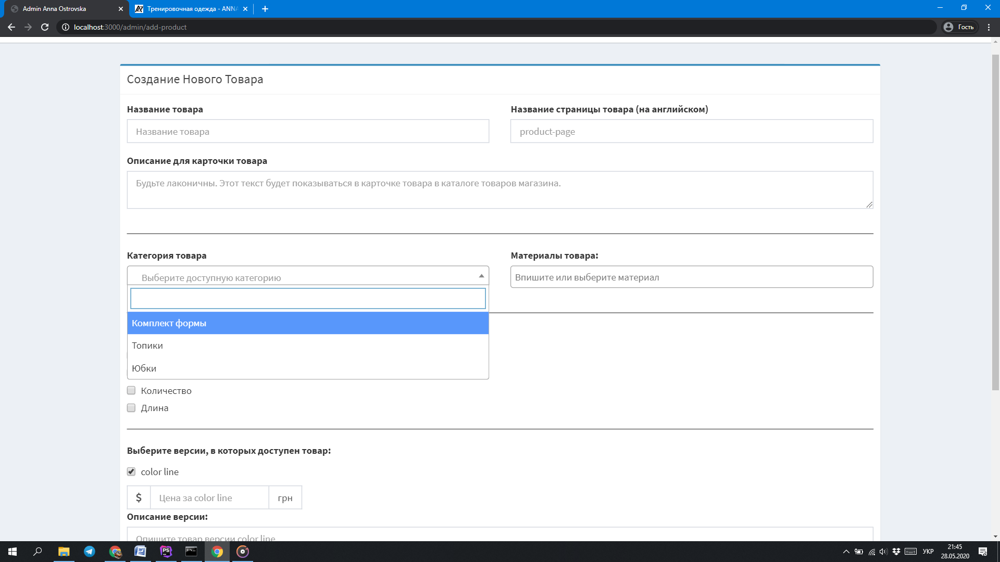 Admin Anna Ostrovska
Тренировочная одежда - ANNA
localhost:3000/admin/add-product
Гость
Создание Нового Товара
Название товара
Название страницы товара (на английском)
Название товара
product-page
Описание для карточки товара
Будьте лаконичны. Этот текст будет показываться в карточке товара в каталоге товаров магазина.
Категория товара
Материалы товара:
Выберите доступную категорию
Впишите или выберите материал
Комплект формы
Топики
Юбки
Количество
Длина
Выберите версии, в которых доступен товар:
color line
$ Цена за color line грн
Описание версии:
Опишите товар версии color line
УКР
21:45
28.05.2020